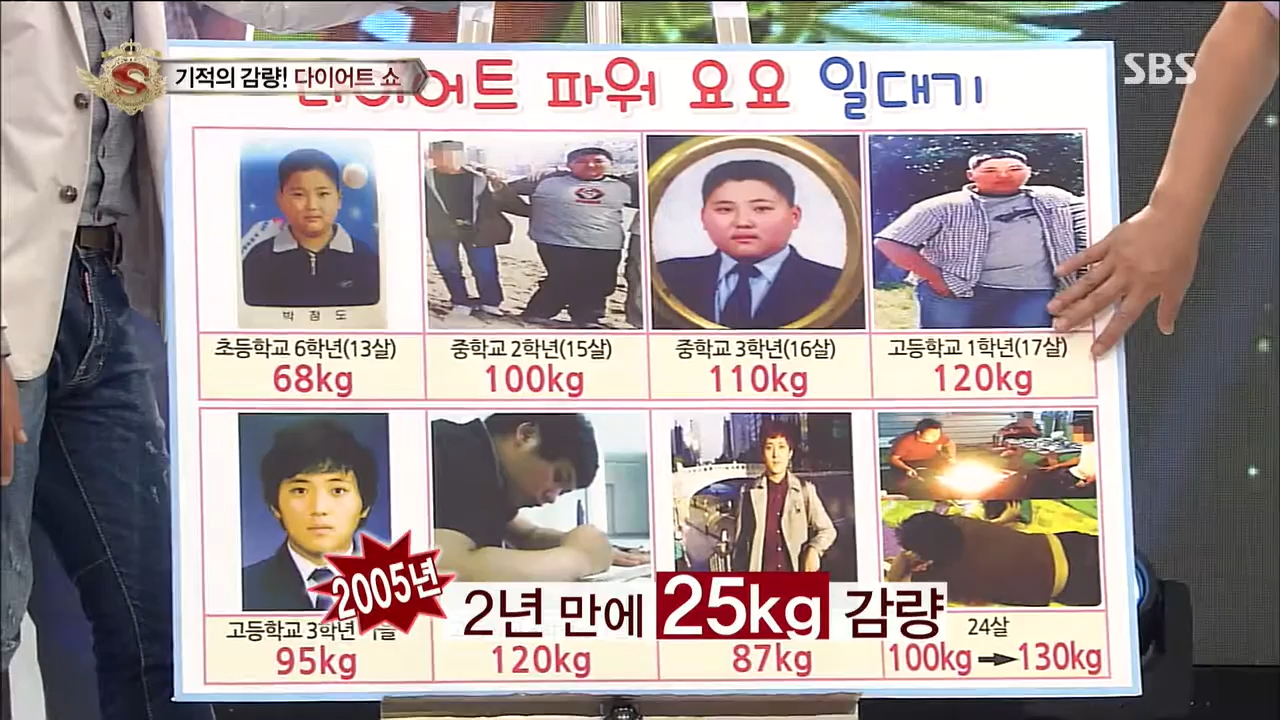 기적의 감량! 다이어트 쇼
SBS
다이어트 파워 요요 일대기
박정도
초등학교 6학년(13살)
68kg
중학교 2학년(15살)
100kg
중학교 3학년(16살)
110kg
고등학교 1학년(17살)
120kg
2005년
2년 만에 25kg 감량
고등학교 3학년
95kg
120kg
87kg
24살
100kg➞130kg